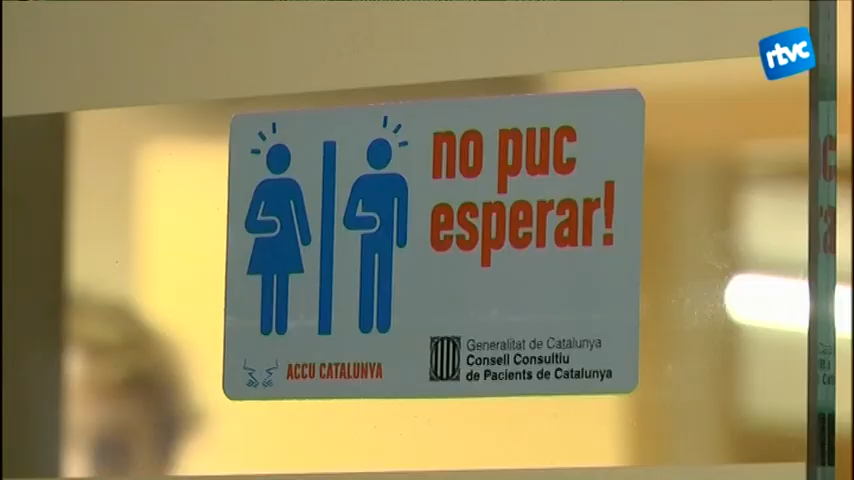 rtvc
no puc
esperar!
ACCU CATALUNYA
Generalitat de Catalunya
Consell Consultiu
de Pacients de Catalunya